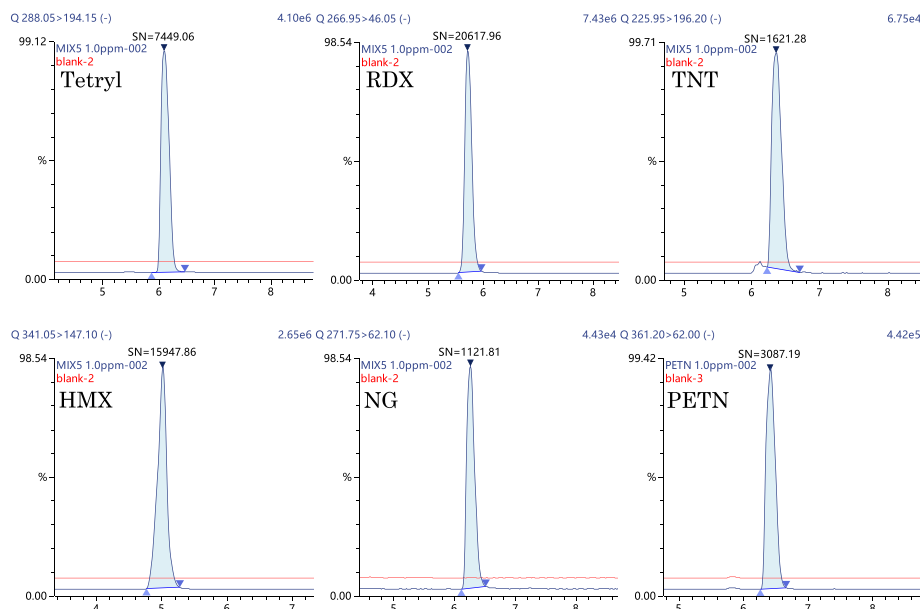 Q 288.05>194.15 (-) 4.10e6
SN=7449.06
99.12
MIX5 1.0ppm-002
blank-2
Tetryl
%
0.00
5 6 7 8
Q 266.95>46.05 (-) 7.43e6
SN=20617.96
98.54
MIX5 1.0ppm-002
blank-2
RDX
%
0.00
4 5 6 7 8
Q 225.95>196.20 (-) 6.75e4
SN=1621.28
99.71
MIX5 1.0ppm-002
blank-2
TNT
%
0.00
5 6 7 8
Q 341.05>147.10 (-) 2.65e6
SN=15947.86
98.54
MIX5 1.0ppm-002
blank-2
HMX
%
0.00
4 5 6 7
Q 271.75>62.10 (-) 4.43e4
SN=1121.81
98.54
MIX5 1.0ppm-002
blank-2
NG
%
0.00
5 6 7 8
Q 361.20>62.00 (-) 4.42e5
SN=3087.19
99.42
PETN 1.0ppm-002
blank-3
PETN
%
0.00
5 6 7 8